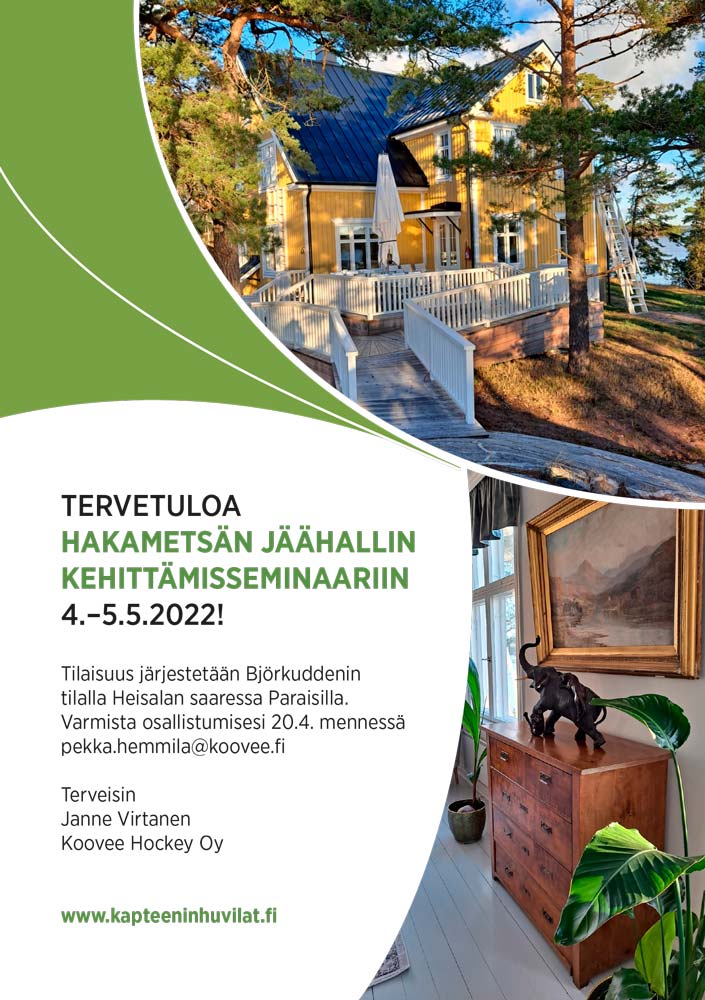 TERVETULOA
HAKAMETSÄN JÄÄHALLIN
KEHITTÄMISSEMINAARIIN
4.–5.5.2022!
Tilaisuus järjestetään Björkuddenin
tilalla Heisalan saaressa Paraisilla.
Varmista osallistumisesi 20.4. mennessä
pekka.hemmila@koovee.fi
Terveisin
Janne Virtanen
Koovee Hockey Oy
www.kapteeninhuvilat.fi